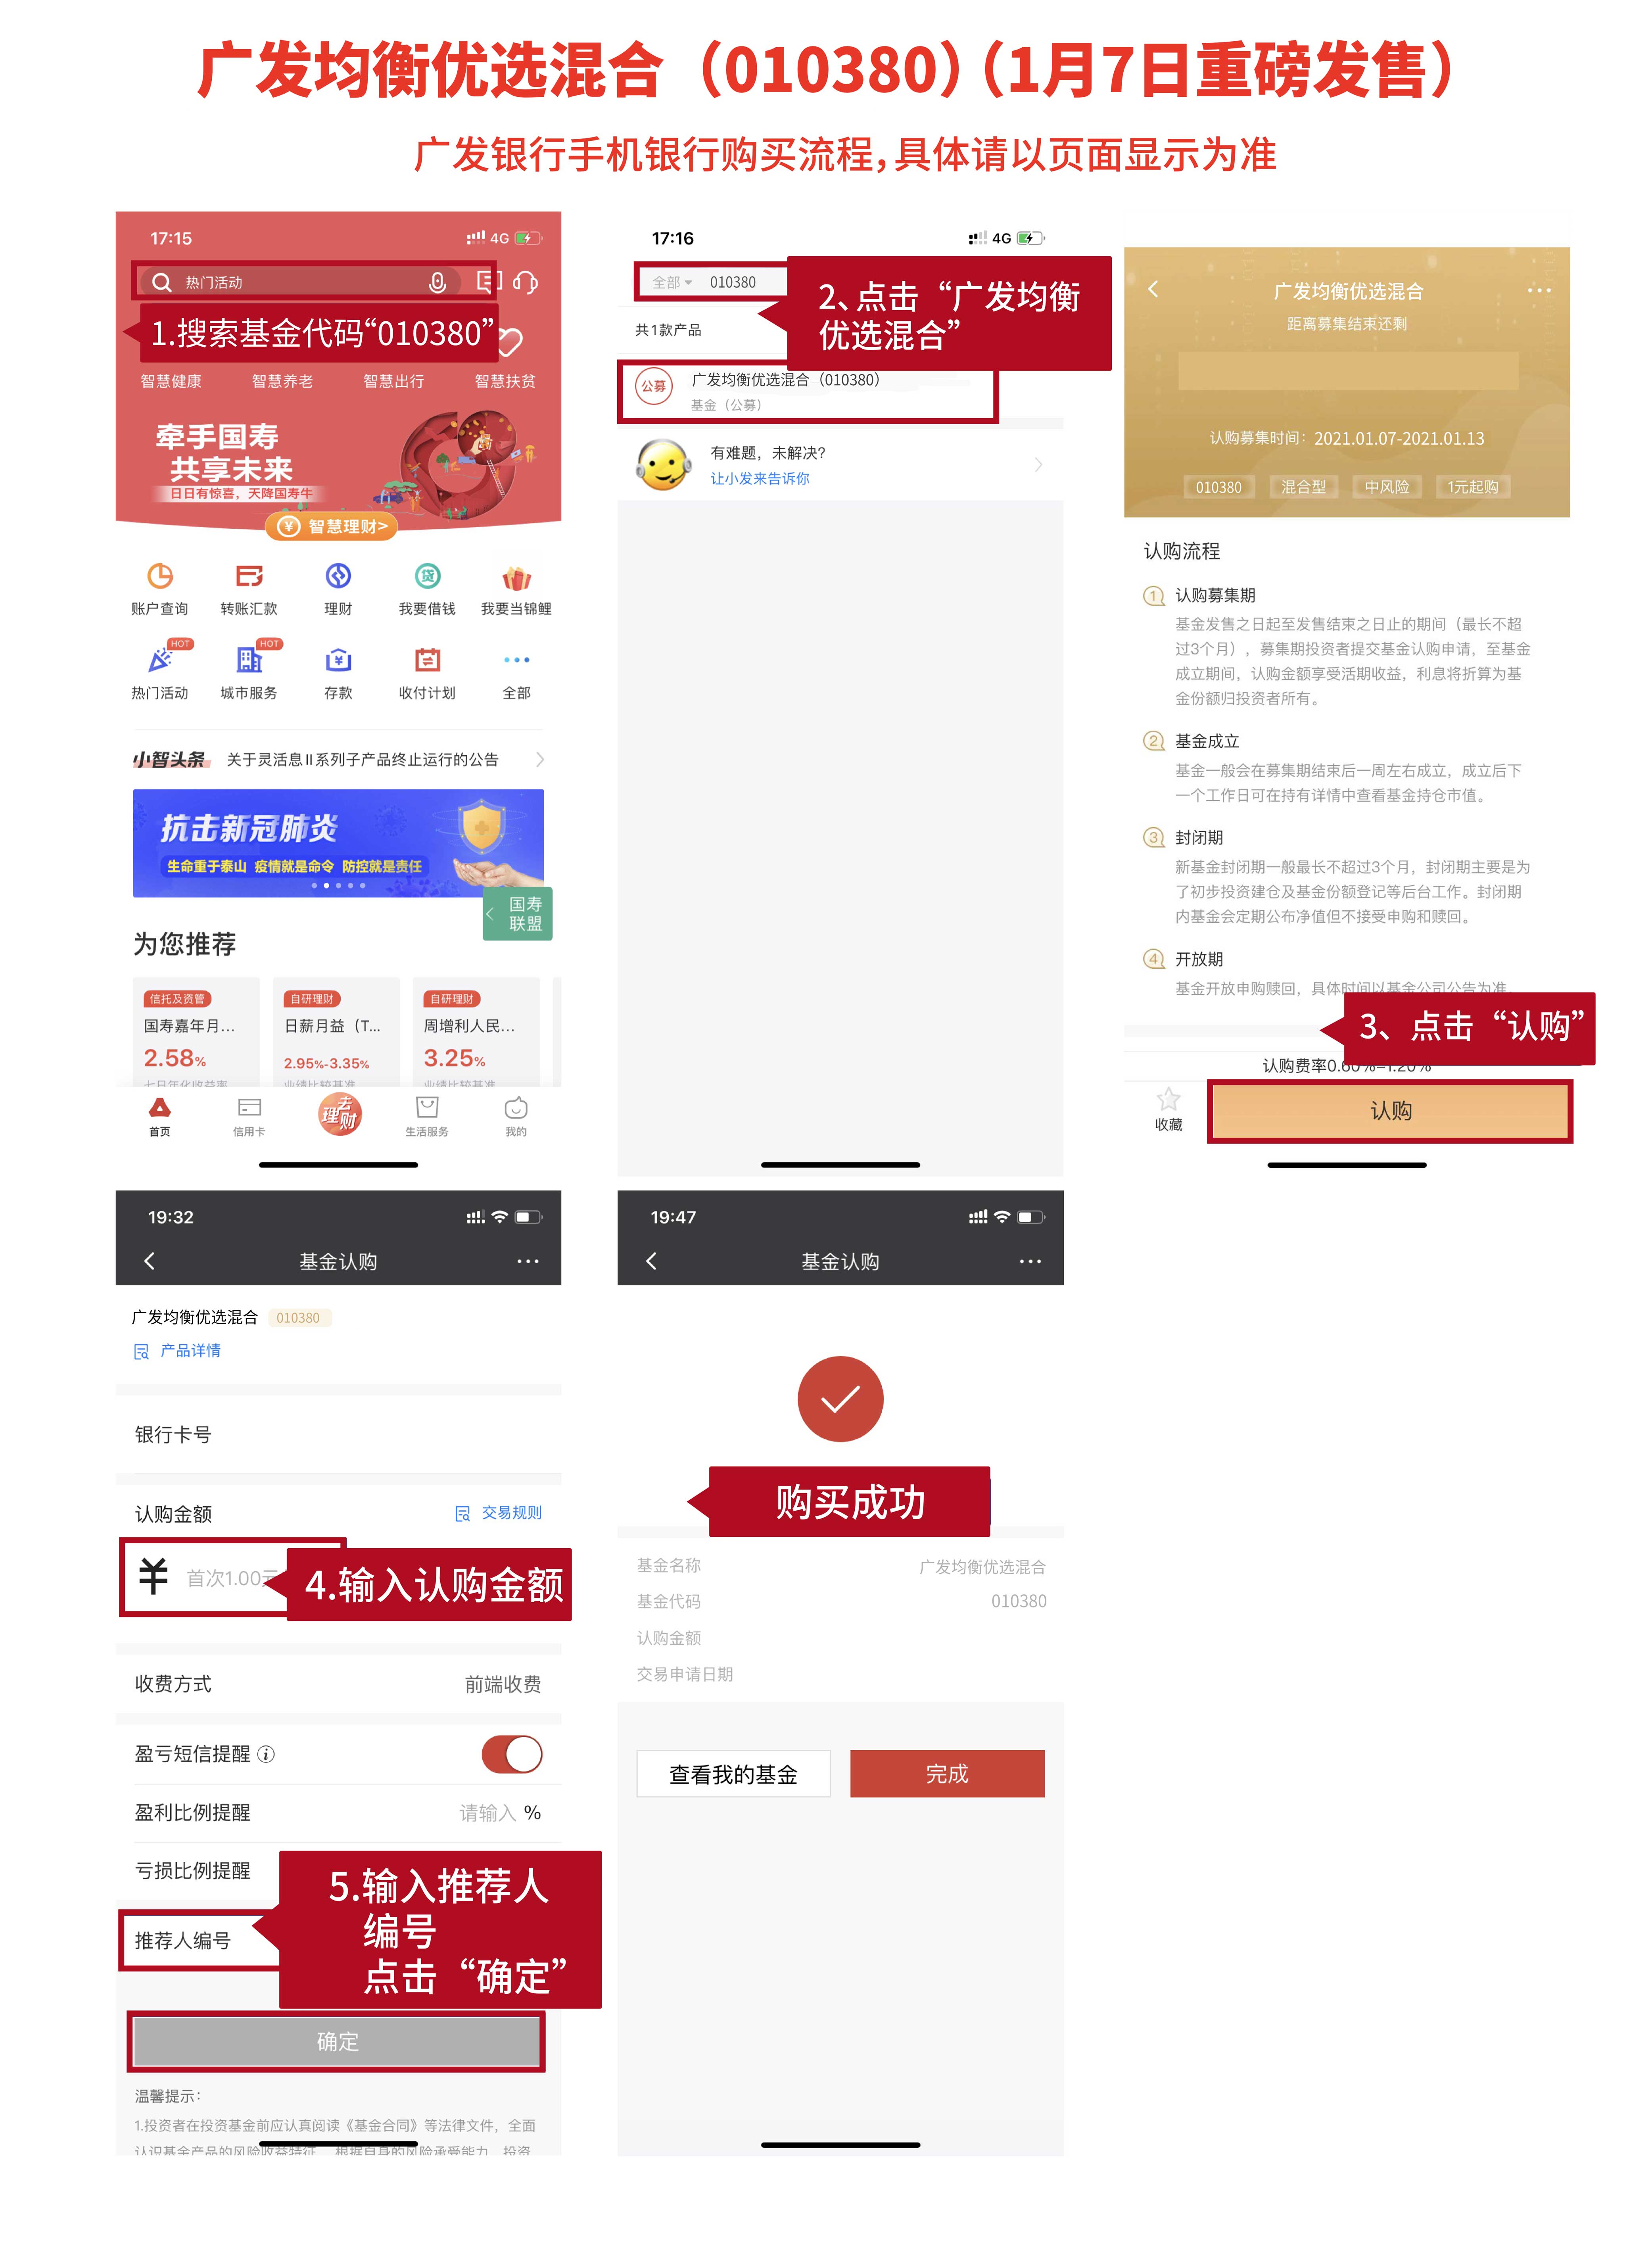 广发均衡优选混合（010380）（1月7日重磅发售）
广发银行手机银行购买流程，具体请以页面显示为准
17:15
4G
热门活动
1.搜索基金代码“010380”
智慧健康 智慧养老 智慧出行 智慧扶贫
牵手国寿
共享未来
日日有惊喜，天降国寿牛
智慧理财>
账户查询 转账汇款 理财 我要借钱 我要当锦鲤
贷
HOT HOT
热门活动 城市服务 存款 收付计划 全部
小智头条 关于灵活息II系列子产品终止运行的公告
抗击新冠肺炎
生命重于泰山 疫情就是命令 防控就是责任
国寿
联盟
为您推荐
信托及资管 自研理财 自研理财
国寿嘉年月... 日薪月益（T... 周增利人民...
2.58% 2.95%-3.35% 3.25%
七日年化收益率 业绩比较基准 业绩比较基准
去理财
首页 信用卡 生活服务 我的
17:16
4G
全部 010380
2、点击“广发均衡
优选混合”
共1款产品
公募
广发均衡优选混合（010380）
基金（公募）
有难题，未解决？
让小发来告诉你
广发均衡优选混合
距离募集结束还剩
认购募集时间：2021.01.07-2021.01.13
010380 混合型 中风险 1元起购
认购流程
1 认购募集期
基金发售之日起至发售结束之日止的期间（最长不超
过3个月），募集期投资者提交基金认购申请，至基金
成立期间，认购金额享受活期收益，利息将折算为基
金份额归投资者所有。
2 基金成立
基金一般会在募集期结束后一周左右成立，成立后下
一个工作日可在持有详情中查看基金持仓市值。
3 封闭期
新基金封闭期一般最长不超过3个月，封闭期主要是为
了初步投资建仓及基金份额登记等后台工作。封闭期
内基金会定期公布净值但不接受申购和赎回。
4 开放期
基金开放申购赎回，具体时间以基金公司公告为准
3、点击“认购”
认购费率0.60%-1.20%
收藏
认购
19:32
基金认购
广发均衡优选混合 010380
产品详情
银行卡号
认购金额 交易规则
¥ 首次1.00元
4.输入认购金额
收费方式 前端收费
盈亏短信提醒
盈利比例提醒 请输入 %
亏损比例提醒
5.输入推荐人
编号
点击“确定”
推荐人编号
确定
温馨提示：
1.投资者在投资基金前应认真阅读《基金合同》等法律文件，全面
认识基金产品的风险收益特征，根据自身的风险承受能力，投资
19:47
基金认购
购买成功
基金名称 广发均衡优选混合
基金代码 010380
认购金额
交易申请日期
查看我的基金 完成